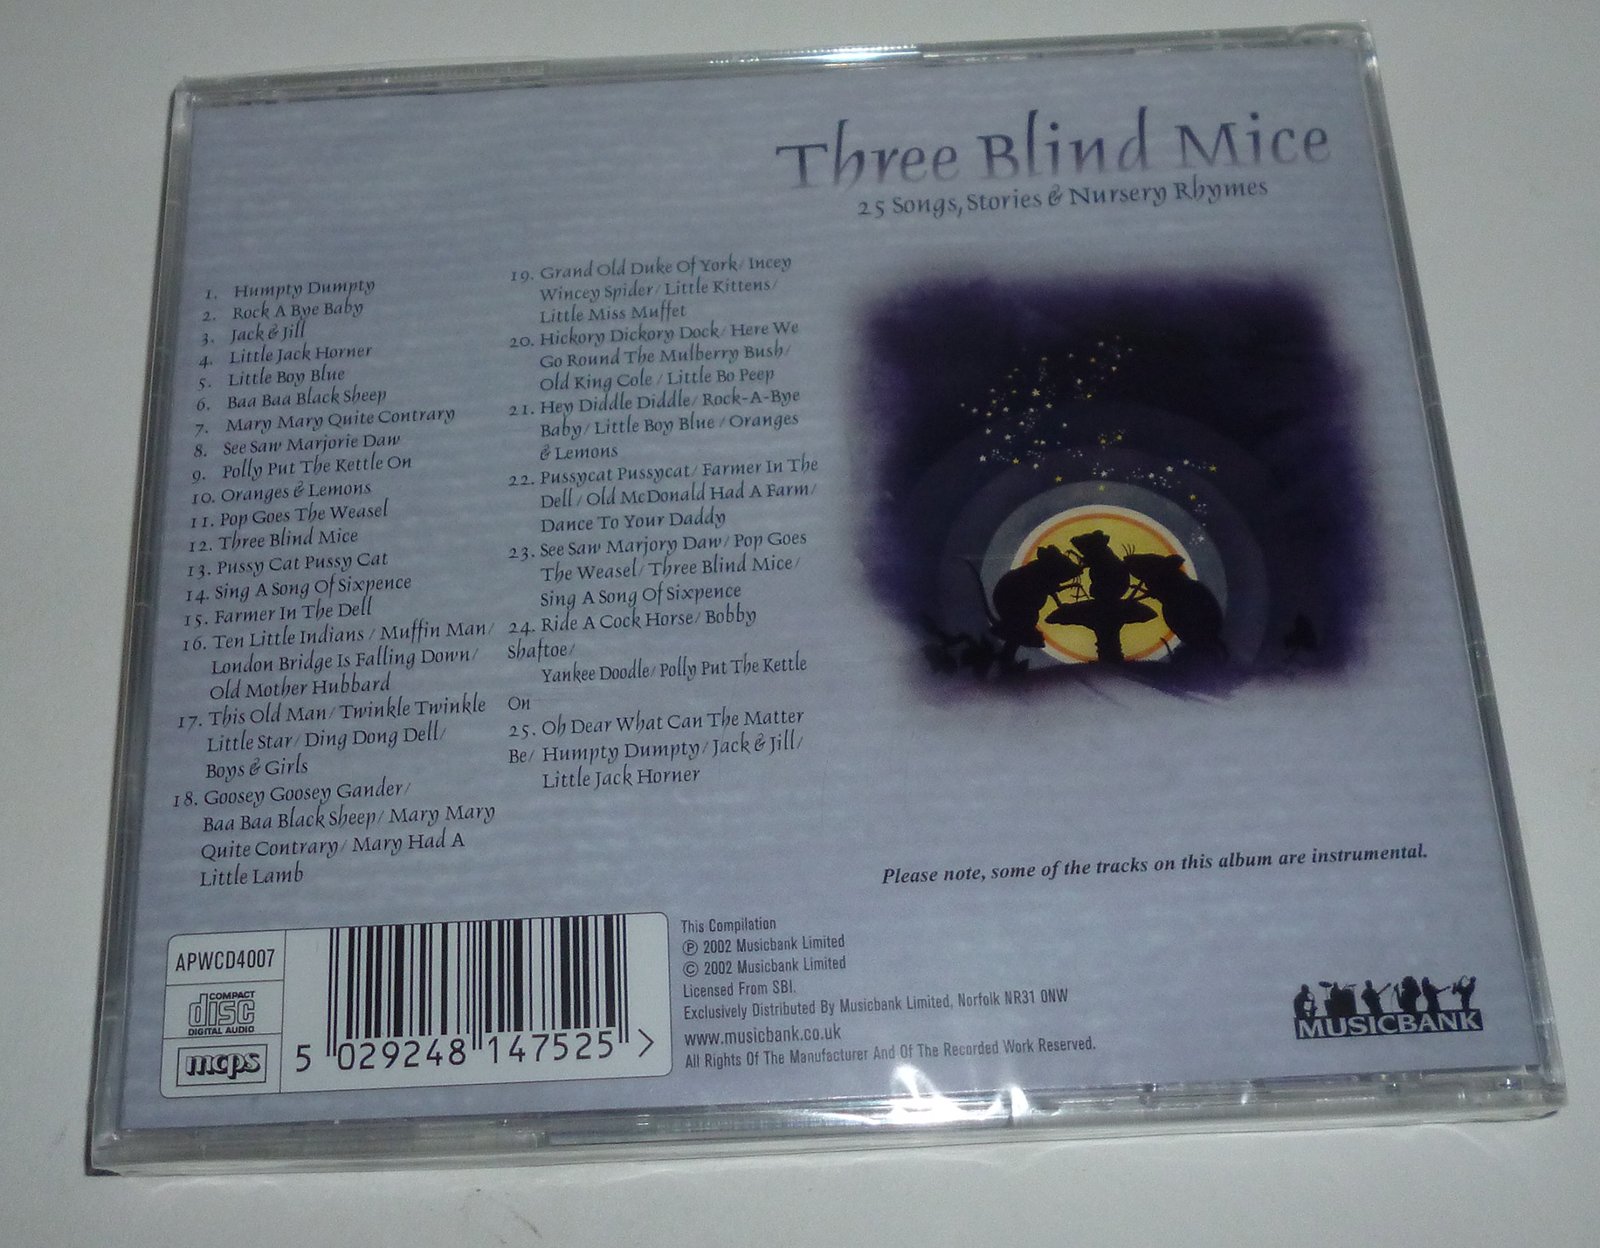 Three Blind Mice
25 Songs, Stories & Nursery Rhymes
1. Humpty Dumpty
2. Rock A Bye Baby
3. Jack & Jill
4. Little Jack Horner
5. Little Boy Blue
6. Baa Baa Black Sheep
7. Mary Mary Quite Contrary
8. See Saw Marjorie Daw
9. Polly Put The Kettle On
10. Oranges & Lemons
11. Pop Goes The Weasel
12. Three Blind Mice
13. Pussy Cat Pussy Cat
14. Sing A Song Of Sixpence
15. Farmer In The Dell
16. Ten Little Indians / Muffin Man/
London Bridge Is Falling Down/
Old Mother Hubbard
17. This Old Man/ Twinkle Twinkle
Little Star/ Ding Dong Dell/
Boys & Girls
18. Goosey Goosey Gander/
Baa Baa Black Sheep/ Mary Mary
Quite Contrary/ Mary Had A
Little Lamb
19. Grand Old Duke Of York/ Incey
Wincey Spider/ Little Kittens/
Little Miss Muffet
20. Hickory Dickory Dock/ Here We
Go Round The Mulberry Bush/
Old King Cole / Little Bo Peep
21. Hey Diddle Diddle/ Rock-A-Bye
Baby/ Little Boy Blue / Oranges
& Lemons
22. Pussycat Pussycat/ Farmer In The
Dell / Old McDonald Had A Farm/
Dance To Your Daddy
23. See Saw Marjory Daw/ Pop Goes
The Weasel/ Three Blind Mice/
Sing A Song Of Sixpence
24. Ride A Cock Horse/ Bobby
Shaftoe/
Yankee Doodle/ Polly Put The Kettle
On
25. Oh Dear What Can The Matter
Be/ Humpty Dumpty/ Jack & Jill/
Little Jack Horner
Please note, some of the tracks on this album are instrumental.
APWCD4007
COMPACT
disc
DIGITAL AUDIO
mcps
5 029248 147525 >
This Compilation
℗ 2002 Musicbank Limited
© 2002 Musicbank Limited
Licensed From SBI.
Exclusively Distributed By Musicbank Limited, Norfolk NR31 0NW
www.musicbank.co.uk
All Rights Of The Manufacturer And Of The Recorded Work Reserved.
MUSICBANK